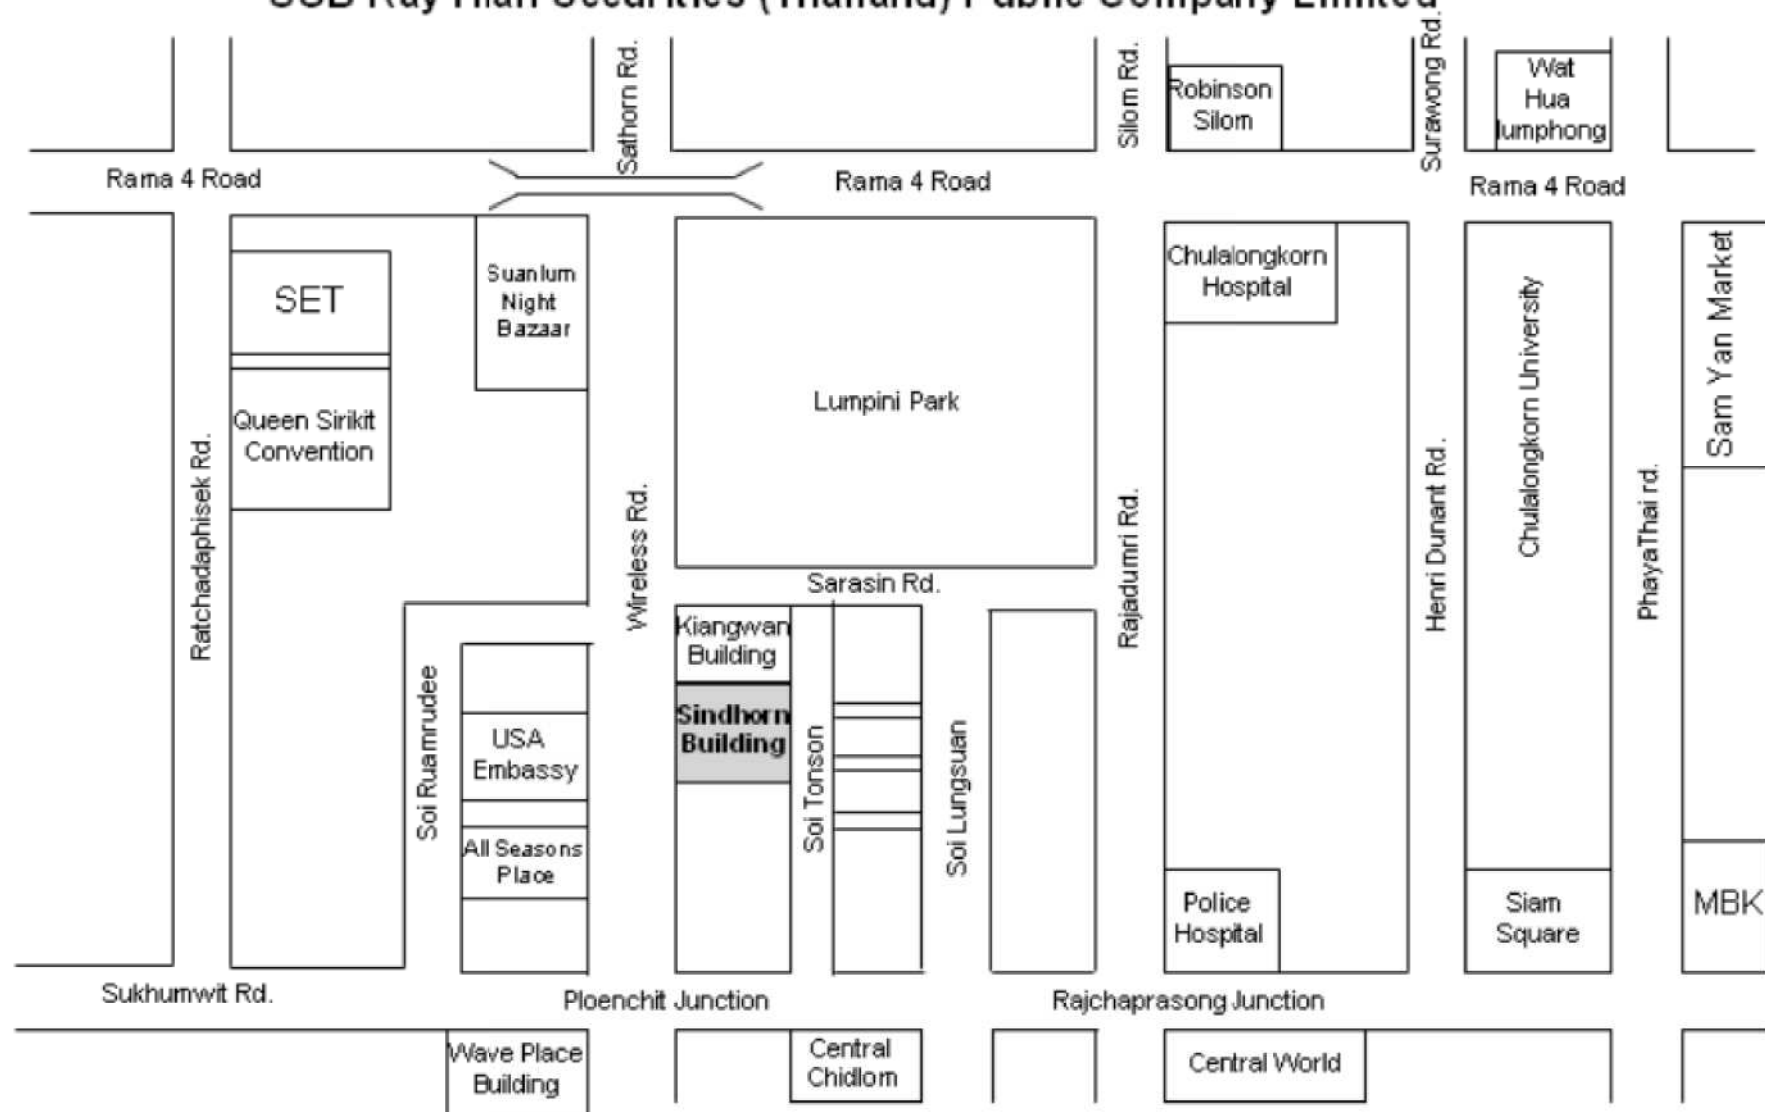 Sathorn Rd.
Silom Rd.
Robinson
Silom
Surawong Rd.
Wat
Hua
lumphong
Rama 4 Road
Rama 4 Road
Rama 4 Road
SET
Suanlum
Night
Bazaar
Chulalongkorn
Hospital
Chulalongkorn University
Sam Yan Market
Lumpini Park
Queen Sirikit
Convention
Ratchadaphisek Rd.
Wireless Rd.
Rajadumri Rd.
Henri Dunant Rd.
PhayaThai rd.
Sarasin Rd.
Kiangwan
Building
Sindhorn
Building
Soi Ruamrudee
USA
Embassy
Soi Tonson
Soi Lungsuan
All Seasons
Place
Police
Hospital
Siam
Square
MBK
Sukhumwit Rd.
Ploenchit Junction
Rajchaprasong Junction
Wave Place
Building
Central
Chidlom
Central World